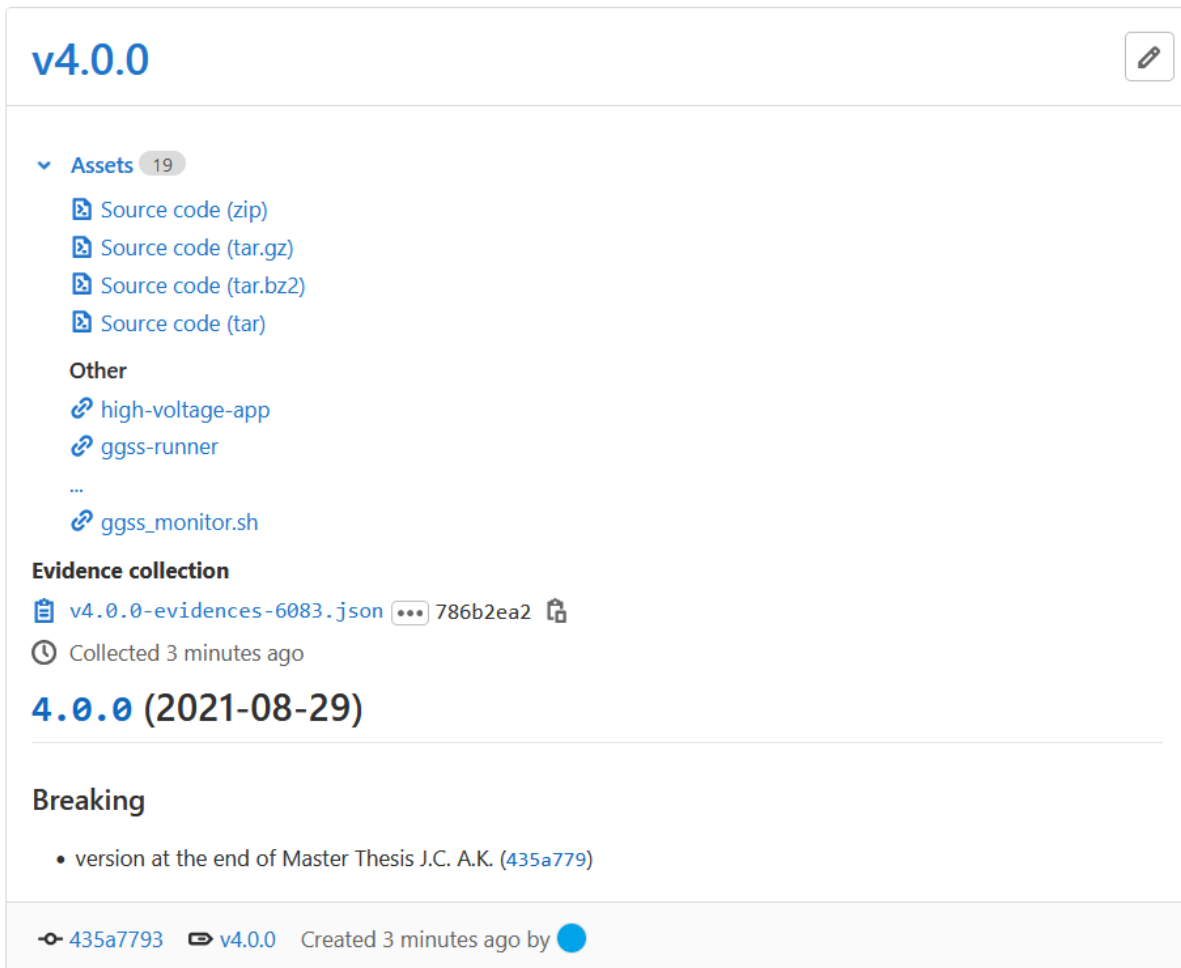 v4.0.0
Assets 19
Source code (zip)
Source code (tar.gz)
Source code (tar.bz2)
Source code (tar)
Other
high-voltage-app
ggss-runner
...
ggss_monitor.sh
Evidence collection
v4.0.0-evidences-6083.json ••• 786b2ea2
Collected 3 minutes ago
4.0.0 (2021-08-29)
Breaking
• version at the end of Master Thesis J.C. A.K. (435a779)
435a7793 v4.0.0 Created 3 minutes ago by